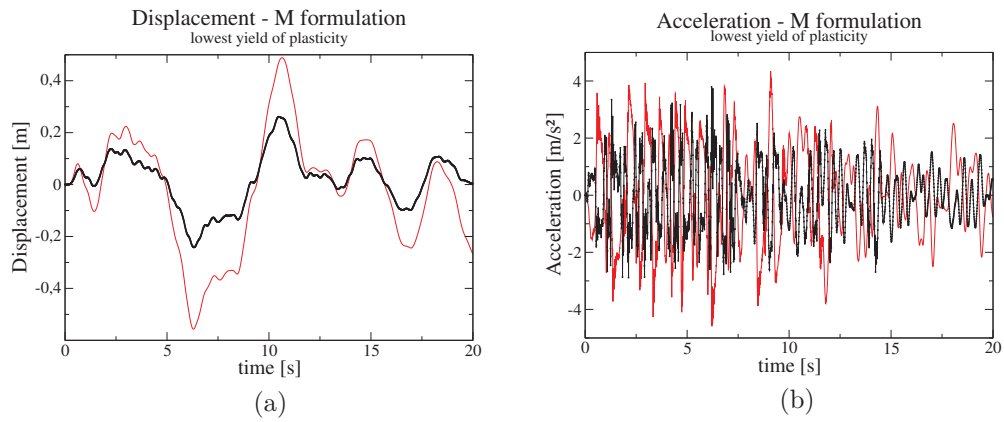 Displacement - M formulation
lowest yield of plasticity
Displacement [m]
0,4
0,2
0
-0,2
-0,4
0
5
10
15
20
time [s]
(a)
Acceleration - M formulation
lowest yield of plasticity
Acceleration [m/s²]
4
2
0
-2
-4
0
5
10
15
20
time [s]
(b)